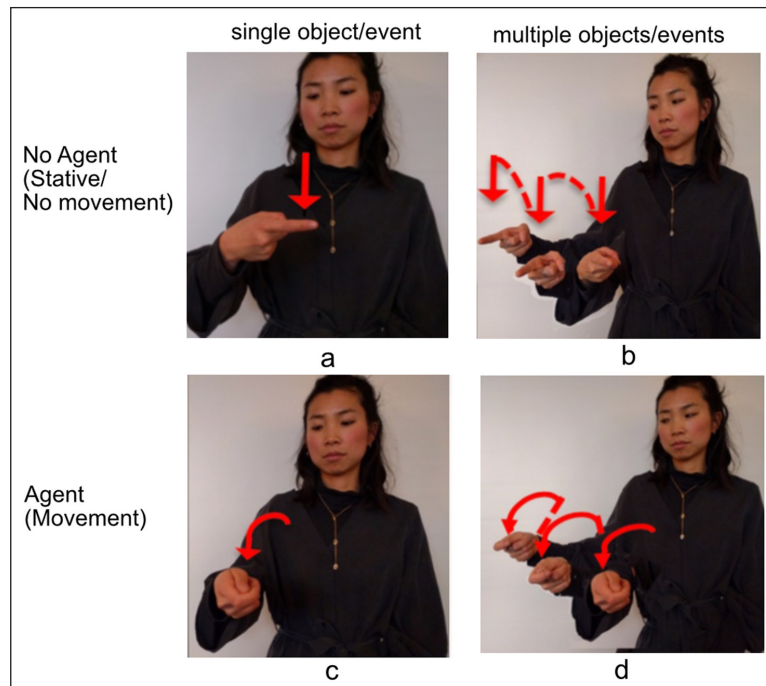 single object/event
multiple objects/events
No Agent
(Stative/
No movement)
a
b
Agent
(Movement)
c
d